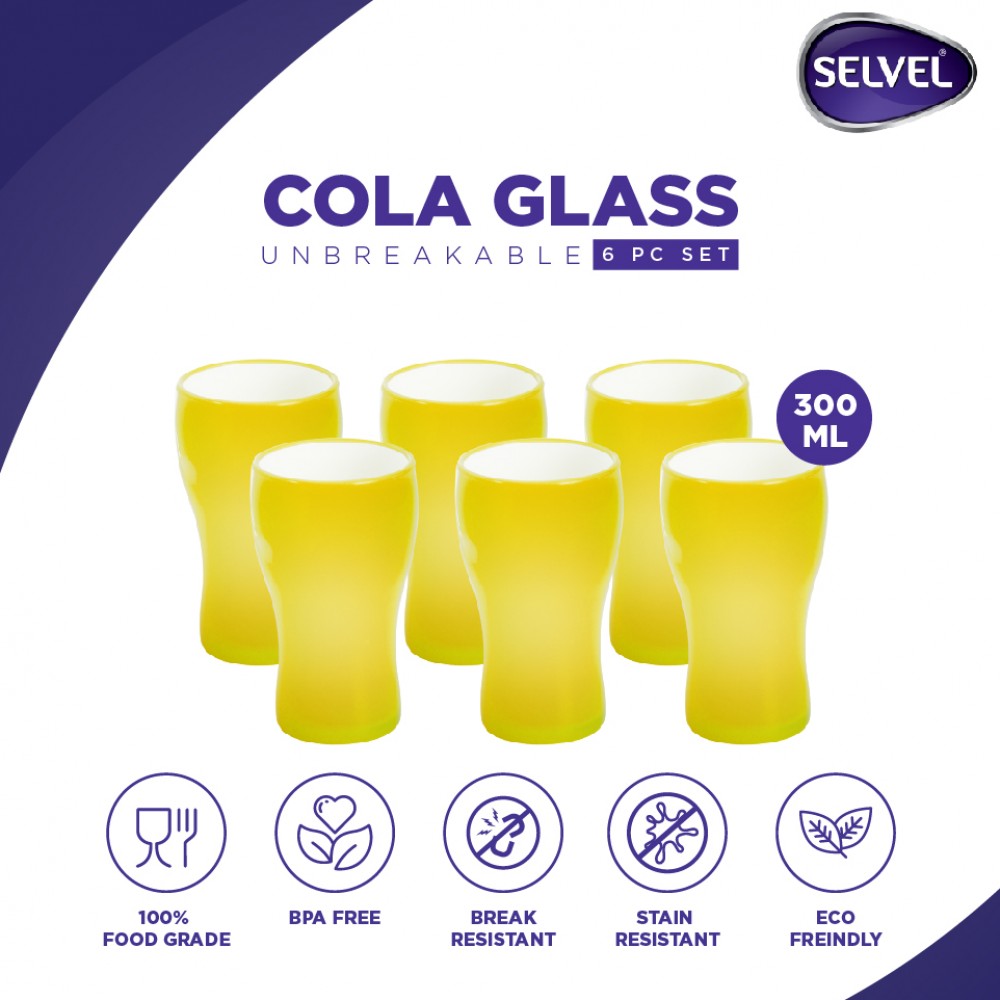 SELVEL®
COLA GLASS
UNBREAKABLE 6 PC SET
300
ML
100%
FOOD GRADE
BPA FREE
BREAK
RESISTANT
STAIN
RESISTANT
ECO
FREINDLY